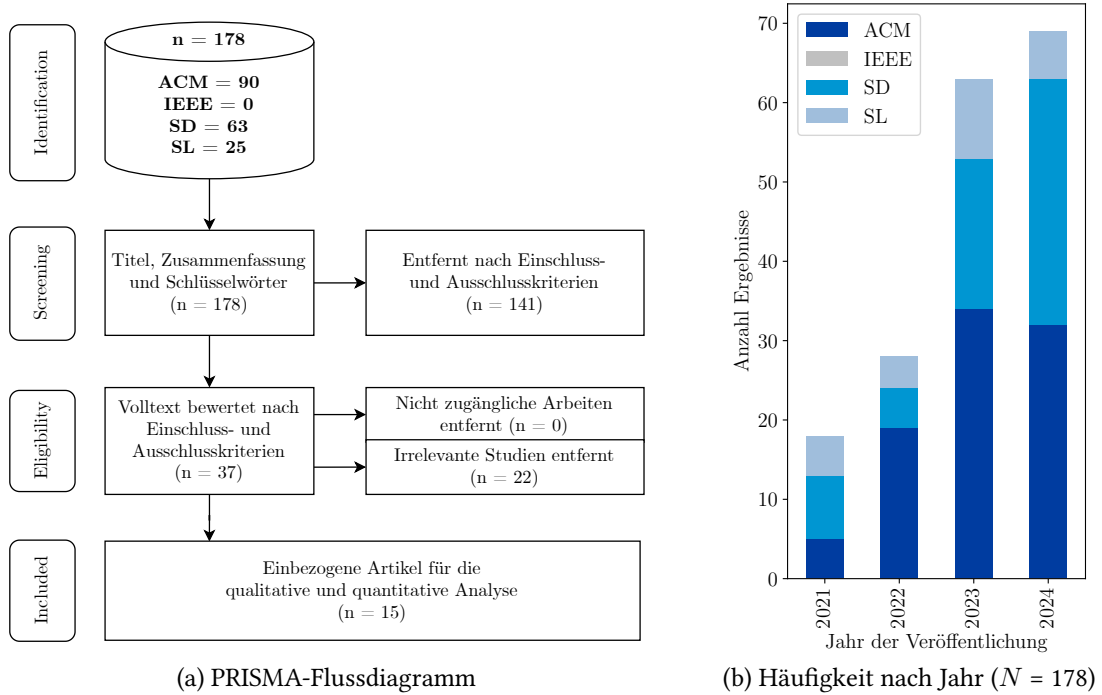 Identification
n = 178
ACM = 90
IEEE = 0
SD = 63
SL = 25
Screening
Titel, Zusammenfassung
und Schlüsselwörter
(n = 178)
Entfernt nach Einschluss-
und Ausschlusskriterien
(n = 141)
Eligibility
Volltext bewertet nach
Einschluss- und
Ausschlusskriterien
(n = 37)
Nicht zugängliche Arbeiten
entfernt (n = 0)
Irrelevante Studien entfernt
(n = 22)
Included
Einbezogene Artikel für die
qualitative und quantitative Analyse
(n = 15)
(a) PRISMA-Flussdiagramm
Anzahl Ergebnisse
70
60
50
40
30
20
10
0
ACM
IEEE
SD
SL
2021
2022
2023
2024
Jahr der Veröffentlichung
(b) Häufigkeit nach Jahr (N = 178)